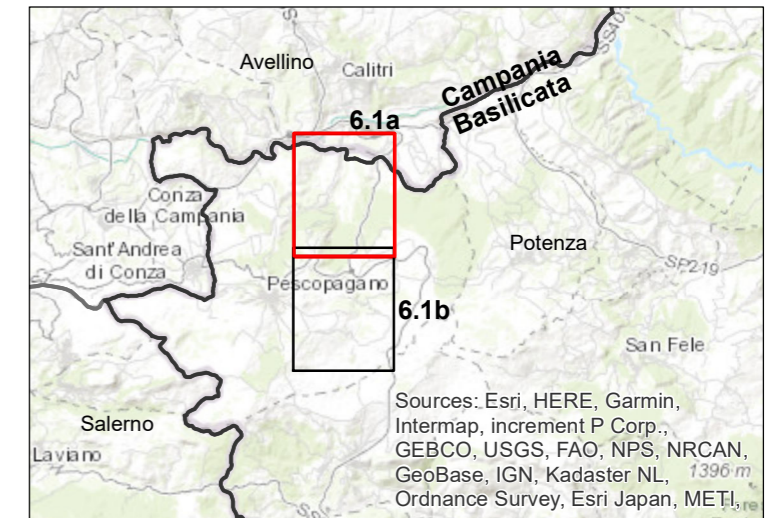 Avellino
Calitri
Campania
Basilicata
6.1a
Conza
della Campania
Potenza
Sant'Andrea
di Conza
SP219
Pescopagano
6.1b
San Fele
Sources: Esri, HERE, Garmin,
Intermap, increment P Corp.,
GEBCO, USGS, FAO, NPS, NRCAN,
GeoBase, IGN, Kadaster NL,
Ordnance Survey, Esri Japan, METI,
Salerno
Laviano
1396 m